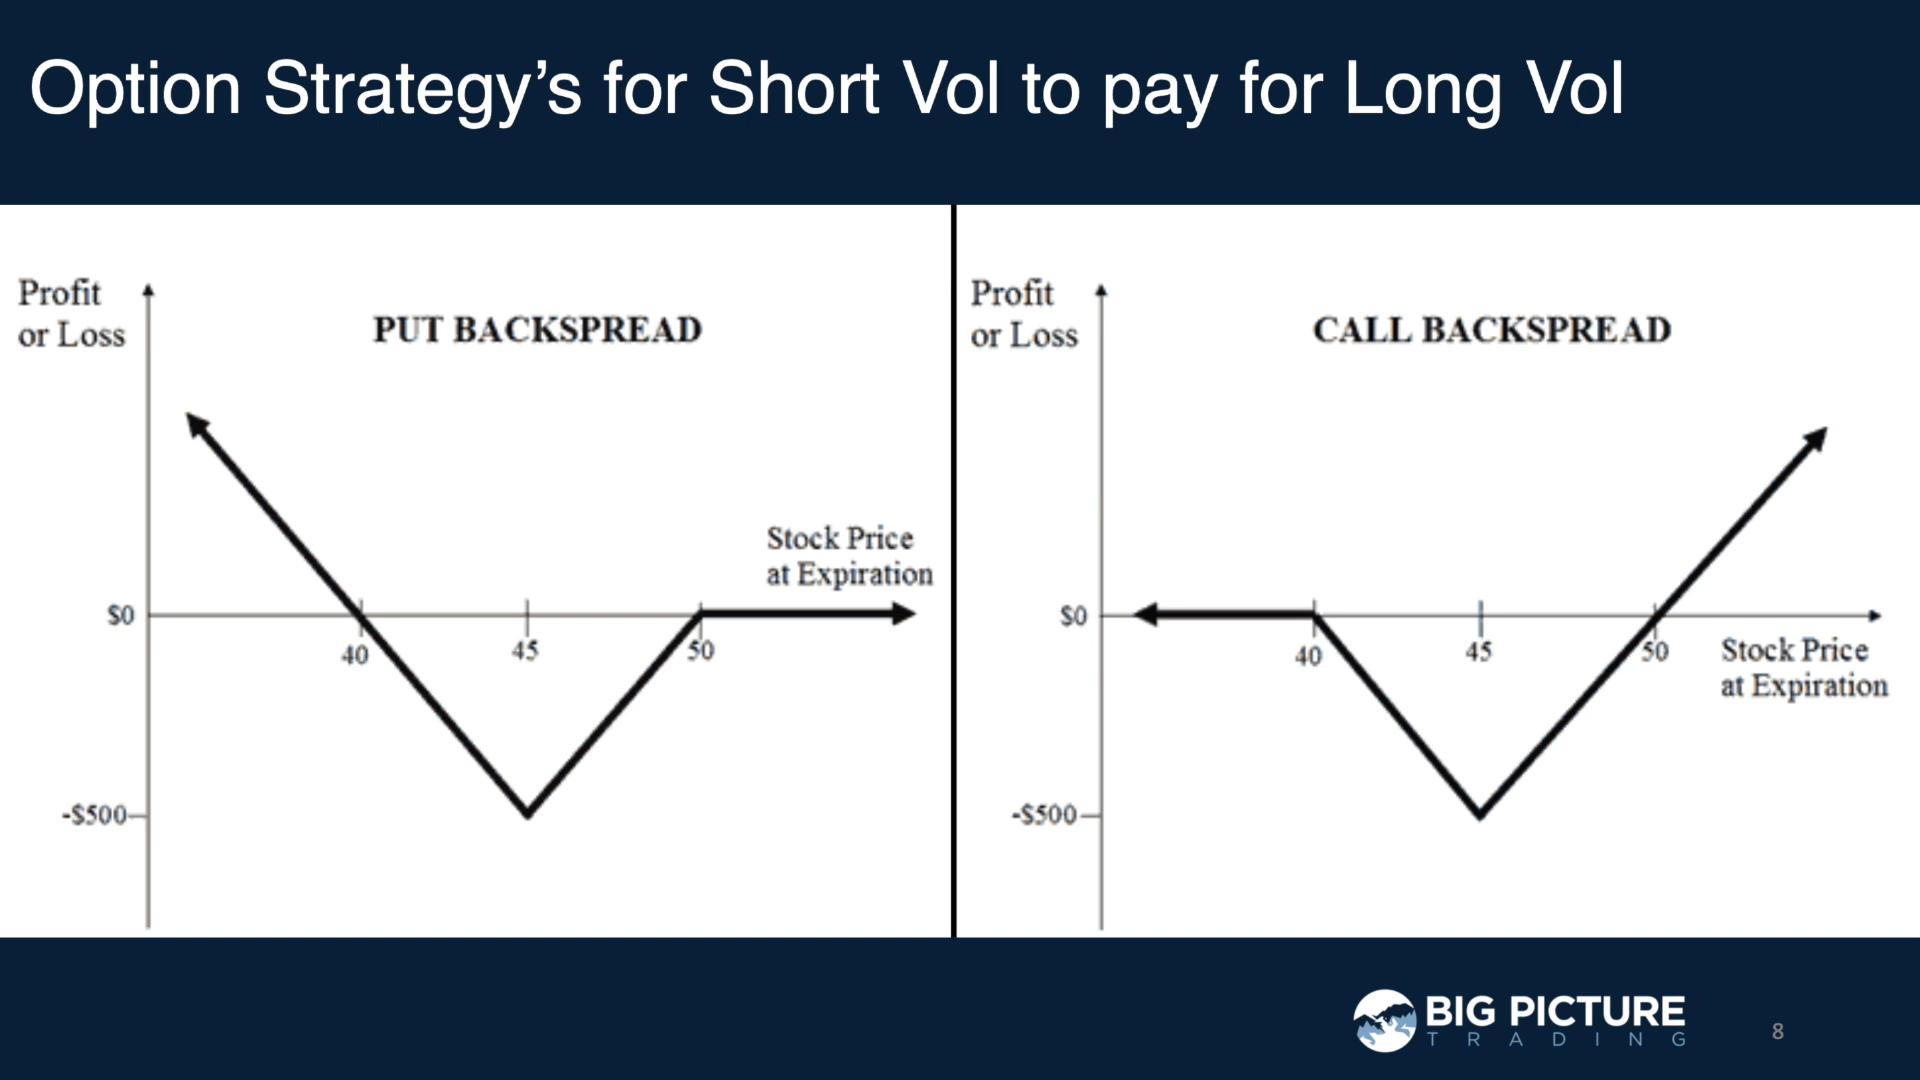 Option Strategy’s for Short Vol to pay for Long Vol
Profit
or Loss
PUT BACKSPREAD
Stock Price
at Expiration
$0
40
45
50
-$500
Profit
or Loss
CALL BACKSPREAD
$0
40
45
50
Stock Price
at Expiration
-$500
BIG PICTURE
TRADING
8